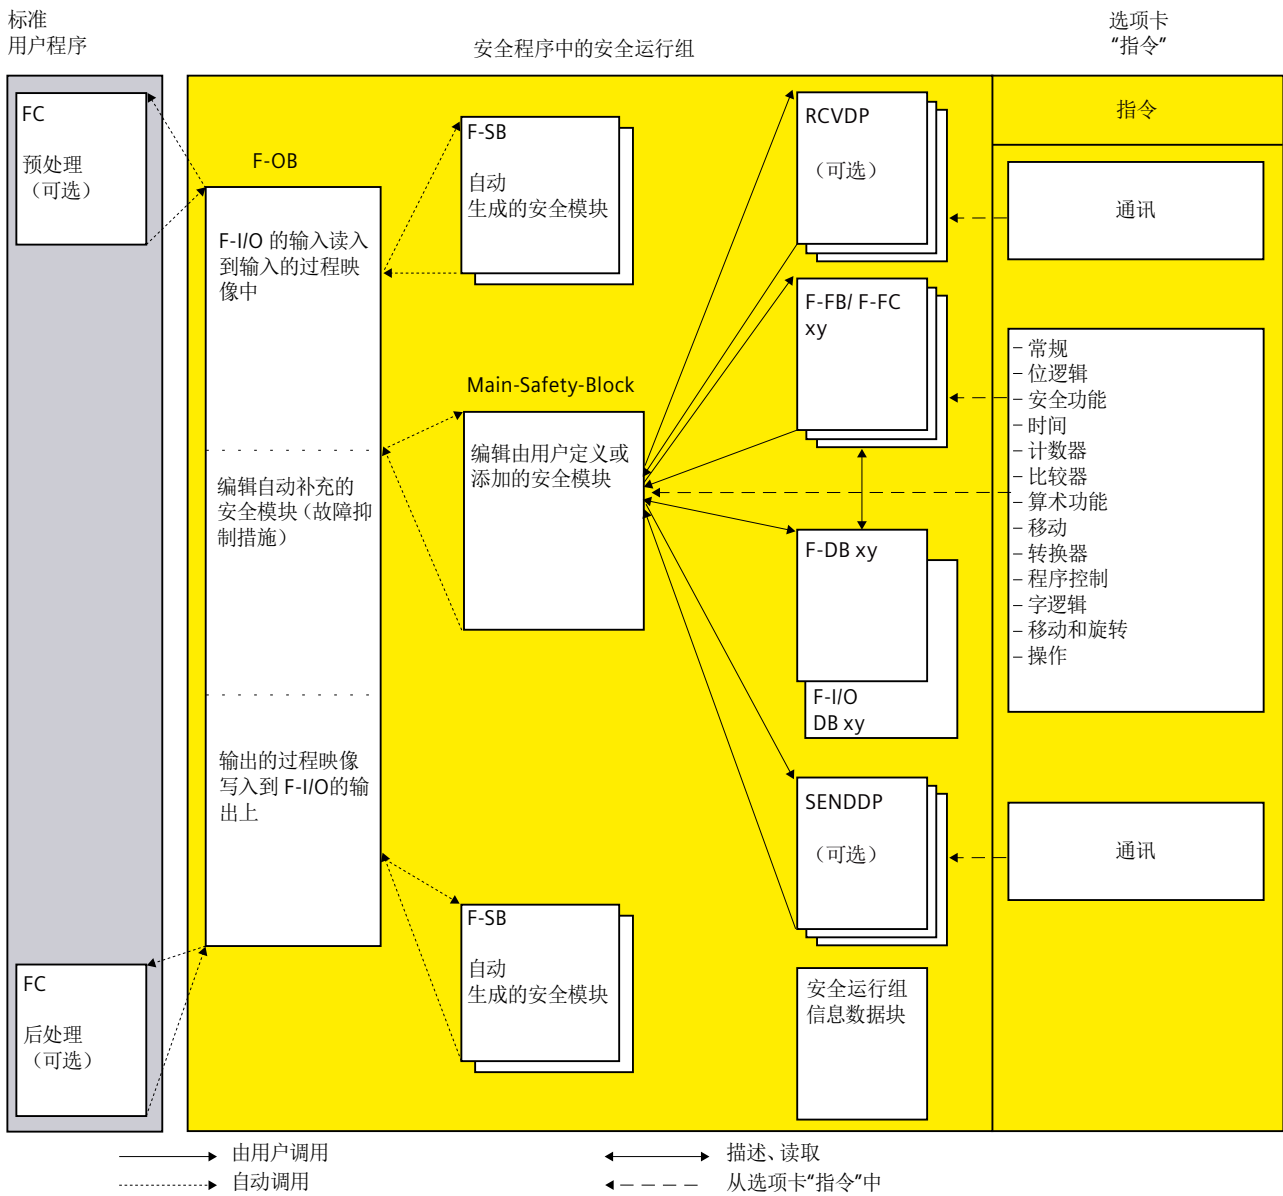 标准
用户程序
安全程序中的安全运行组
选项卡
“指令”
FC
预处理
（可选）
F-OB
F-I/O 的输入读入
到输入的过程映
像中
编辑自动补充的
安全模块（故障抑
制措施）
输出的过程映像
写入到 F-I/O的输
出上
FC
后处理
（可选）
F-SB
自动
生成的安全模块
Main-Safety-Block
编辑由用户定义或
添加的安全模块
F-SB
自动
生成的安全模块
RCVDP
（可选）
F-FB/ F-FC
xy
F-DB xy
F-I/O
DB xy
SENDDP
（可选）
安全运行组
信息数据块
指令
通讯
– 常规
– 位逻辑
– 安全功能
– 时间
– 计数器
– 比较器
– 算术功能
– 移动
– 转换器
– 程序控制
– 字逻辑
– 移动和旋转
– 操作
通讯
由用户调用
自动调用
描述、读取
从选项卡“指令”中